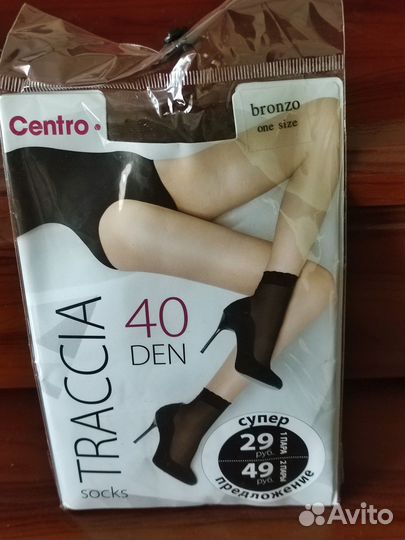 Centro
bronzo
one size
TRACCIA
socks
40
DEN
супер
29 руб. 1 ПАРА
49 руб. 2 ПАРЫ
предложение
Avito